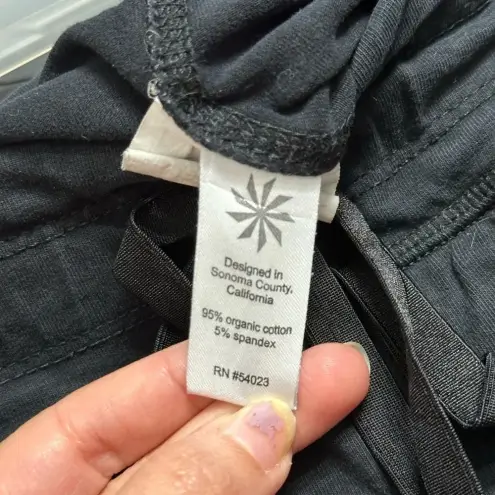 Designed in
Sonoma County,
California
95% organic cotton
5% spandex
RN #54023